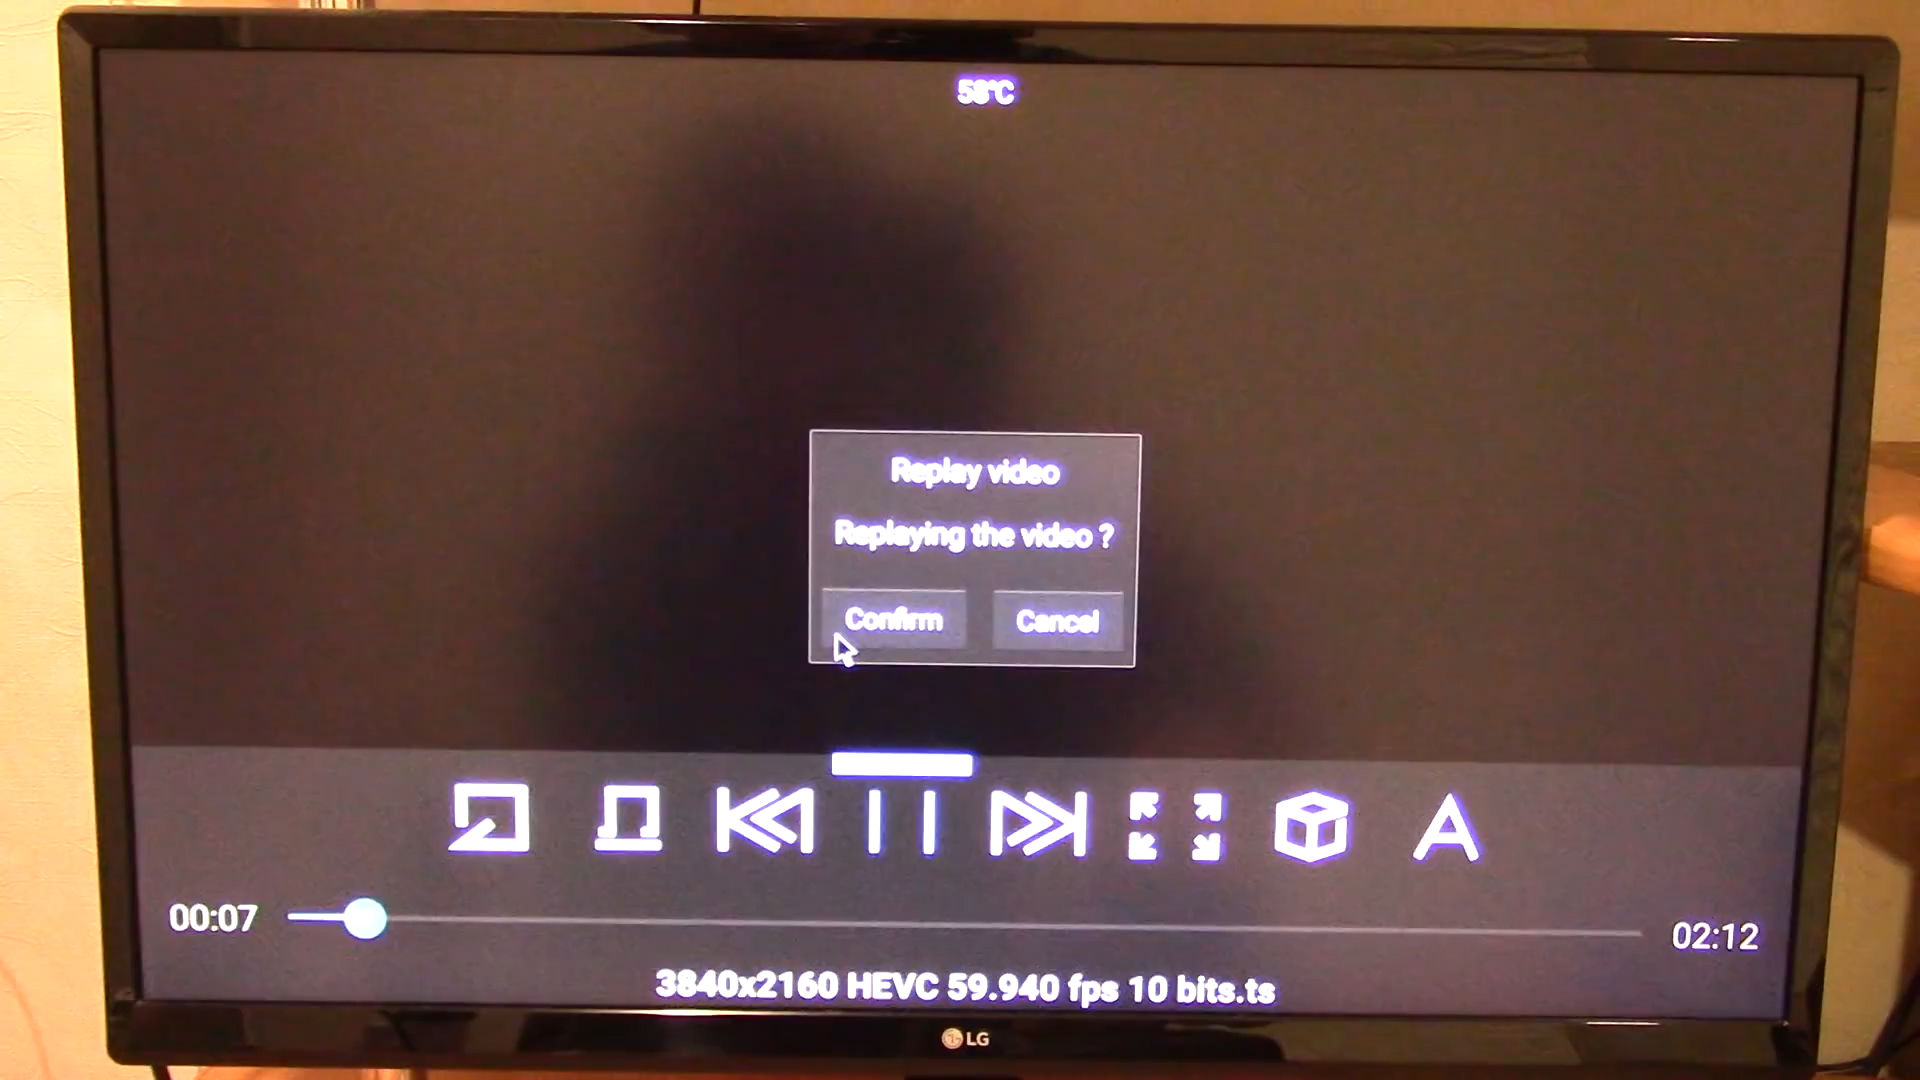 58°C
Replay video
Replaying the video ?
Confirm Cancel
00:07 02:12
3840x2160 HEVC 59.940 fps 10 bits.ts
LG